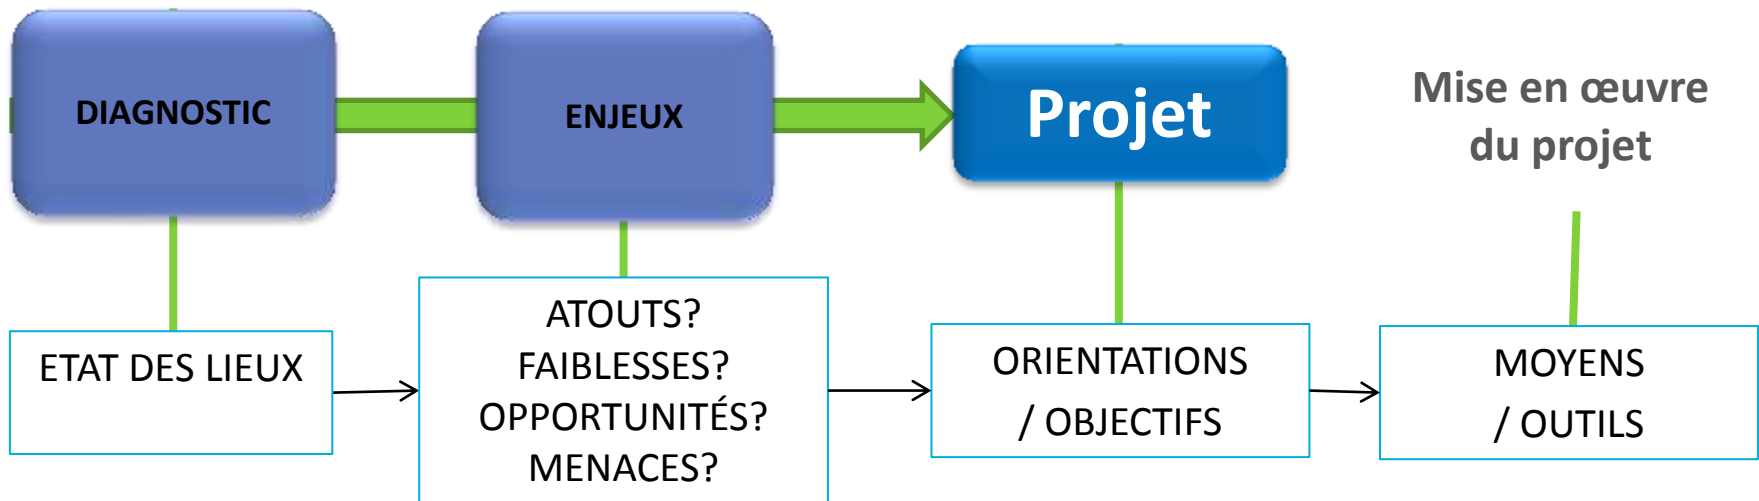 DIAGNOSTIC
ENJEUX
Projet
Mise en œuvre
du projet
ETAT DES LIEUX
ATOUTS?
FAIBLESSES?
OPPORTUNITÉS?
MENACES?
ORIENTATIONS
/ OBJECTIFS
MOYENS
/ OUTILS